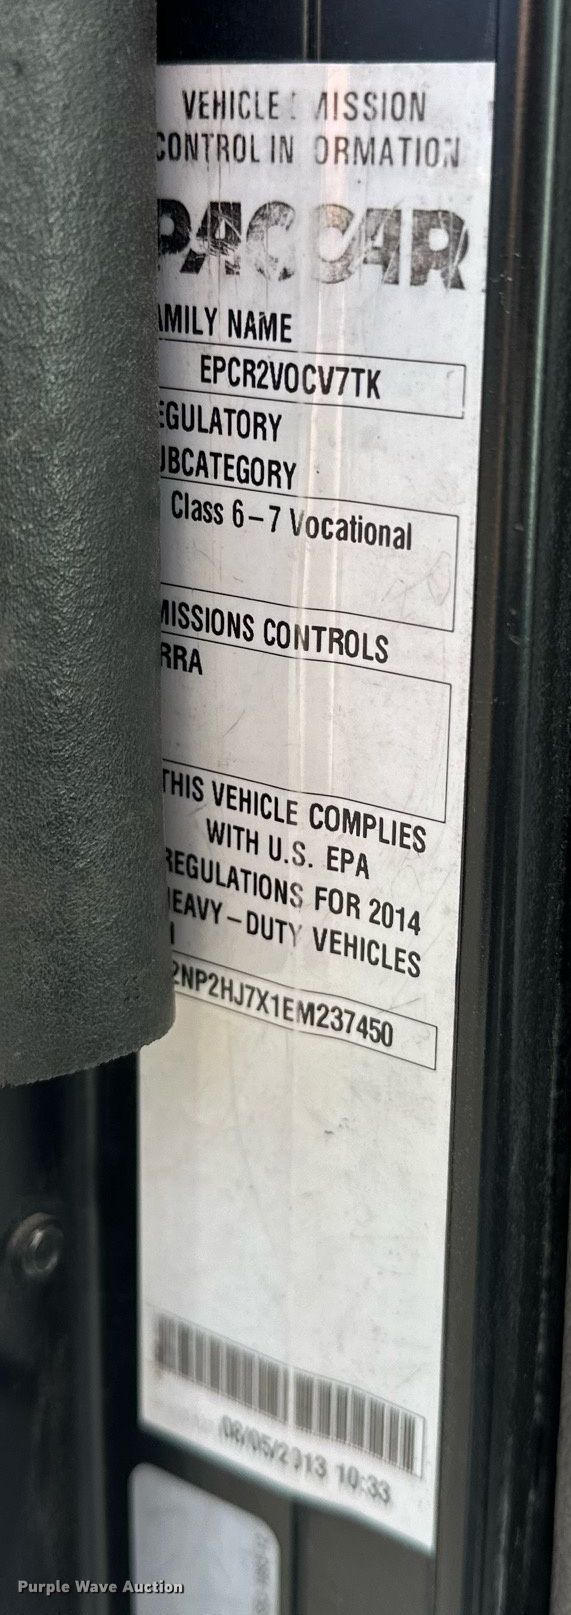 VEHICLE MISSION
CONTROL IN ORMATION
PACCAR
AMILY NAME
EPCR2VOCV7TK
EGULATORY
UBCATEGORY
Class 6-7 Vocational
MISSIONS CONTROLS
RRA
THIS VEHICLE COMPLIES
WITH U.S. EPA
REGULATIONS FOR 2014
HEAVY-DUTY VEHICLES
2NP2HJ7X1EM237450
08/05/2013 10:33
Purple Wave Auction